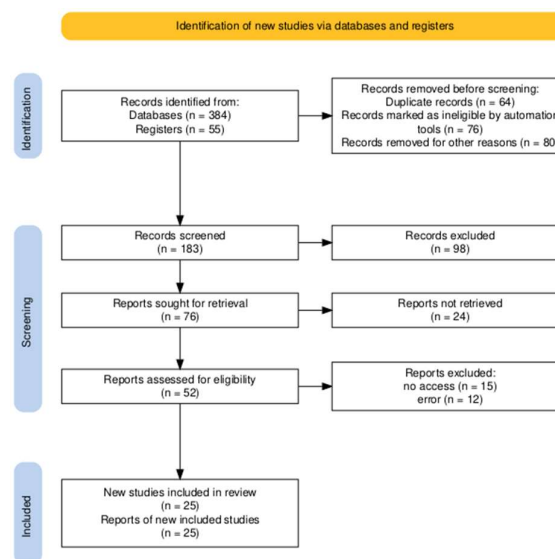 Identification of new studies via databases and registers
Identification
Records identified from:
Databases (n = 384)
Registers (n = 55)
Records removed before screening:
Duplicate records (n = 64)
Records marked as ineligible by automation
tools (n = 76)
Records removed for other reasons (n = 80
Screening
Records screened
(n = 183)
Records excluded
(n = 98)
Reports sought for retrieval
(n = 76)
Reports not retrieved
(n = 24)
Reports assessed for eligibility
(n = 52)
Reports excluded:
no access (n = 15)
error (n = 12)
Included
New studies included in review
(n = 25)
Reports of new included studies
(n = 25)